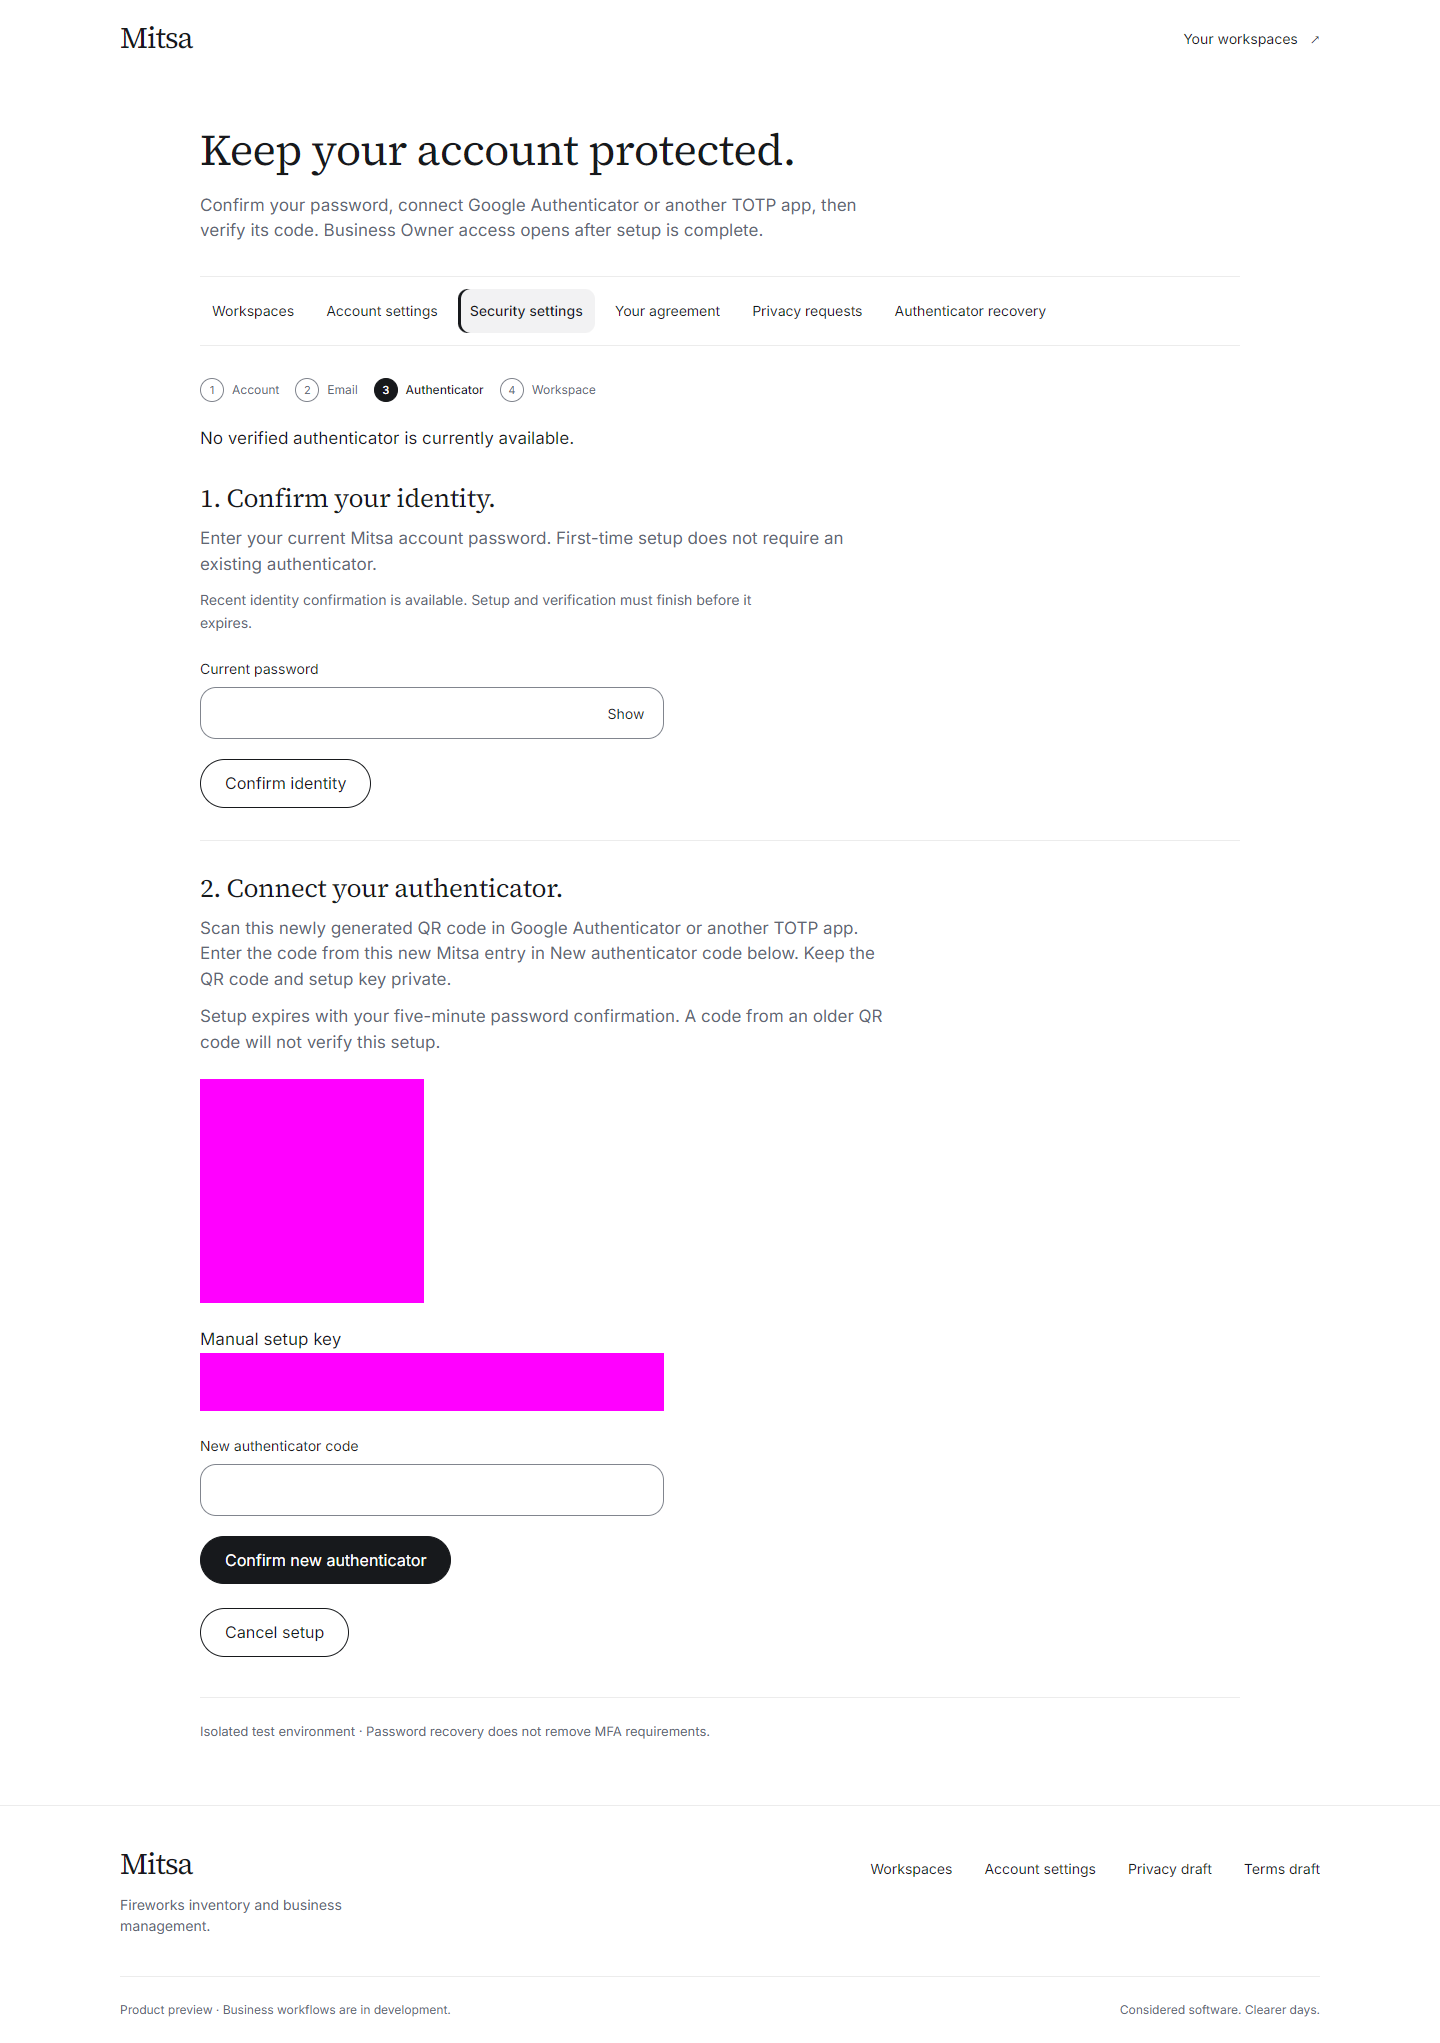 Mitsa
Your workspaces ↗
Keep your account protected.
Confirm your password, connect Google Authenticator or another TOTP app, then
verify its code. Business Owner access opens after setup is complete.
Workspaces Account settings Security settings Your agreement Privacy requests Authenticator recovery
1 Account 2 Email 3 Authenticator 4 Workspace
No verified authenticator is currently available.
1. Confirm your identity.
Enter your current Mitsa account password. First-time setup does not require an
existing authenticator.
Recent identity confirmation is available. Setup and verification must finish before it
expires.
Current password
Show
Confirm identity
2. Connect your authenticator.
Scan this newly generated QR code in Google Authenticator or another TOTP app.
Enter the code from this new Mitsa entry in New authenticator code below. Keep the
QR code and setup key private.
Setup expires with your five-minute password confirmation. A code from an older QR
code will not verify this setup.
Manual setup key
New authenticator code
Confirm new authenticator
Cancel setup
Isolated test environment · Password recovery does not remove MFA requirements.
Mitsa
Workspaces Account settings Privacy draft Terms draft
Fireworks inventory and business
management.
Product preview · Business workflows are in development.
Considered software. Clearer days.